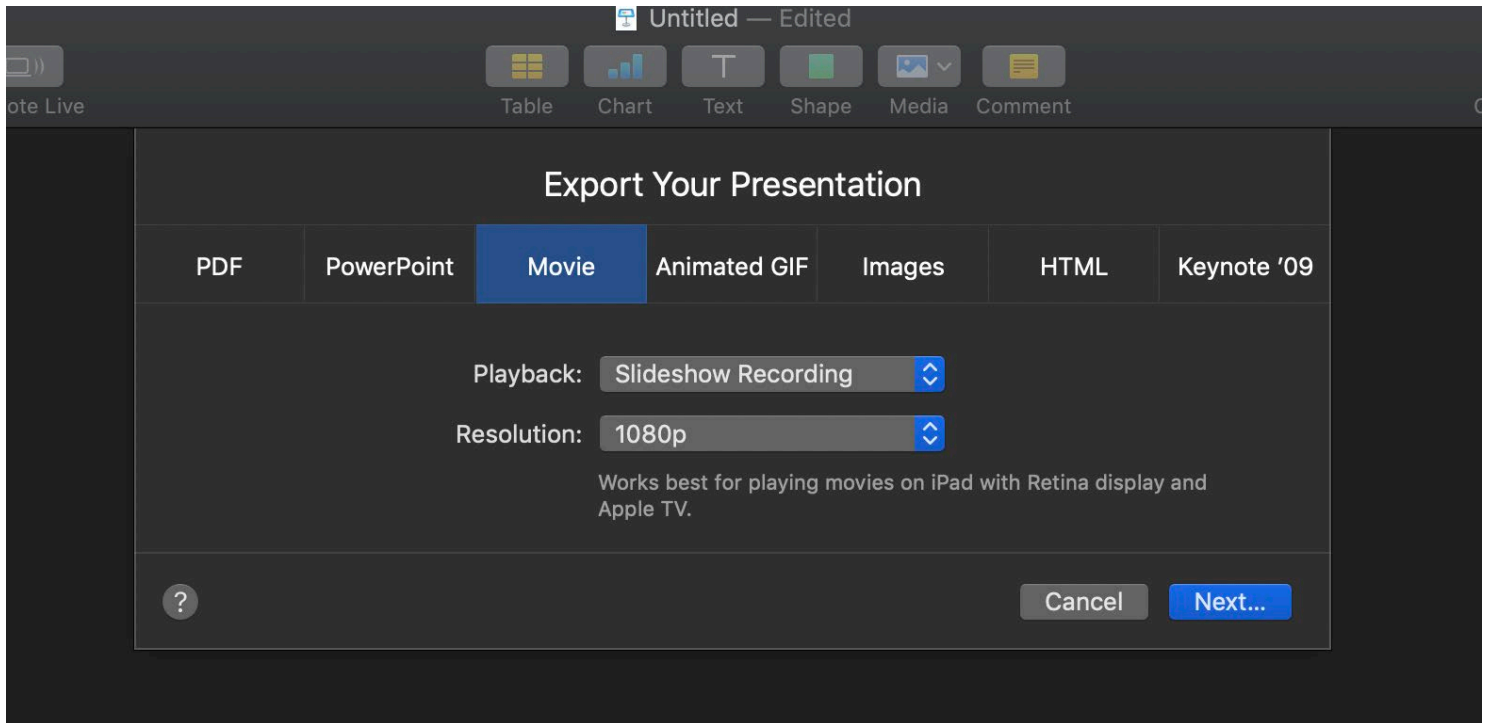 Untitled — Edited
ote Live
Table Chart Text Shape Media Comment
Export Your Presentation
PDF PowerPoint Movie Animated GIF Images HTML Keynote ’09
Playback: Slideshow Recording
Resolution: 1080p
Works best for playing movies on iPad with Retina display and
Apple TV.
? Cancel Next...